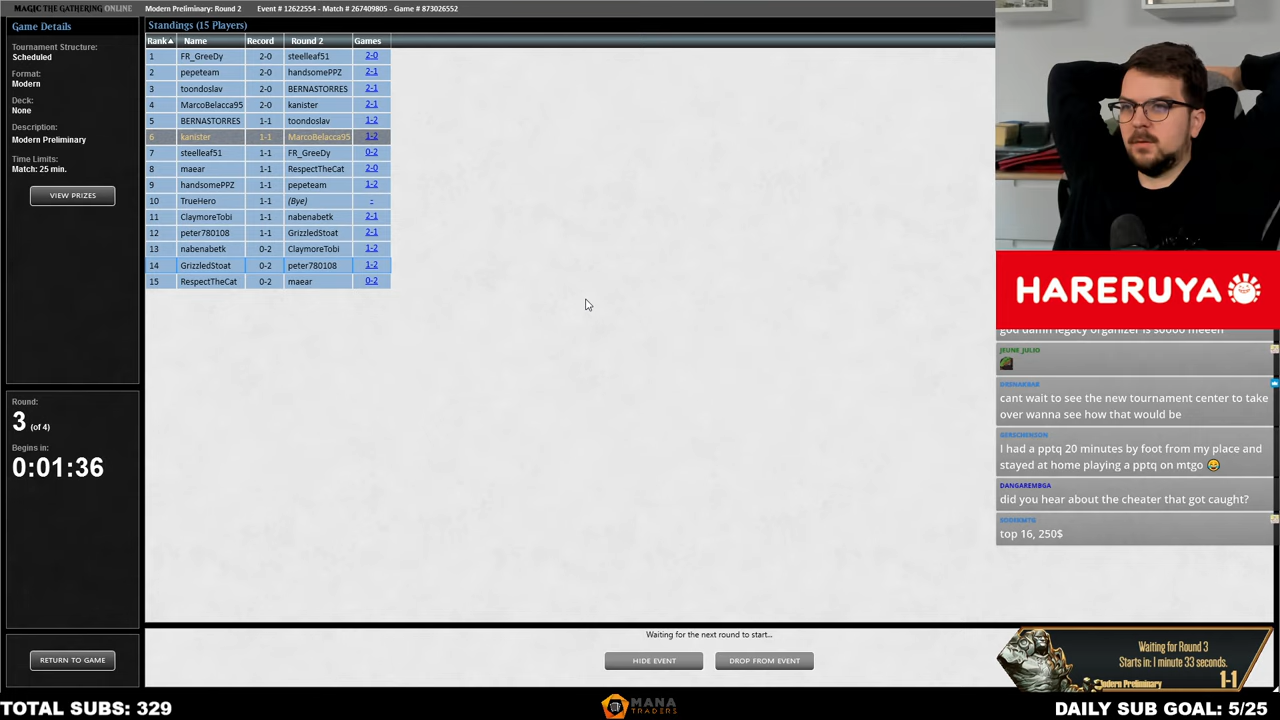 MAGIC THE GATHERING ONLINE
Modern Preliminary: Round 2 Event # 12622554 - Match # 267409805 - Game # 873026552
Game Details
Tournament Structure:
Scheduled
Format:
Modern
Deck:
None
Description:
Modern Preliminary
Time Limits:
Match: 25 min.
VIEW PRIZES
Round:
3 (of 4)
Begins in:
0:01:36
RETURN TO GAME
Standings (15 Players)
Rank Name Record Round 2 Games
1 FR_GreeDy 2-0 steelleaf51 2-0
2 pepeteam 2-0 handsomePPZ 2-1
3 toondoslav 2-0 BERNASTORRES 2-1
4 MarcoBelacca95 2-0 kanister 2-1
5 BERNASTORRES 1-1 toondoslav 1-2
6 kanister 1-1 MarcoBelacca95 1-2
7 steelleaf51 1-1 FR_GreeDy 0-2
8 maear 1-1 RespectTheCat 2-0
9 handsomePPZ 1-1 pepeteam 1-2
10 TrueHero 1-1 (Bye) -
11 ClaymoreTobi 1-1 nabenabetk 2-1
12 peter780108 1-1 GrizzledStoat 2-1
13 nabenabetk 0-2 ClaymoreTobi 1-2
14 GrizzledStoat 0-2 peter780108 1-2
15 RespectTheCat 0-2 maear 0-2
Waiting for the next round to start...
HIDE EVENT DROP FROM EVENT
HARERUYA
god damn legacy organizer is soooo meeeh
JEUNE_JULIO
cant wait to see the new tournament center to take
over wanna see how that would be
I had a pptq 20 minutes by foot from my place and
stayed at home playing a pptq on mtgo
DANGAREMBGA
did you hear about the cheater that got caught?
top 16, 250$
Waiting for Round 3
Starts in: 1 minute 33 seconds.
Modern Preliminary 1-1
TOTAL SUBS: 329
MANA
TRADERS
DAILY SUB GOAL: 5/25